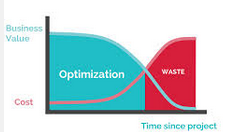 Business
Value
Optimization
WASTE
Cost
Time since project